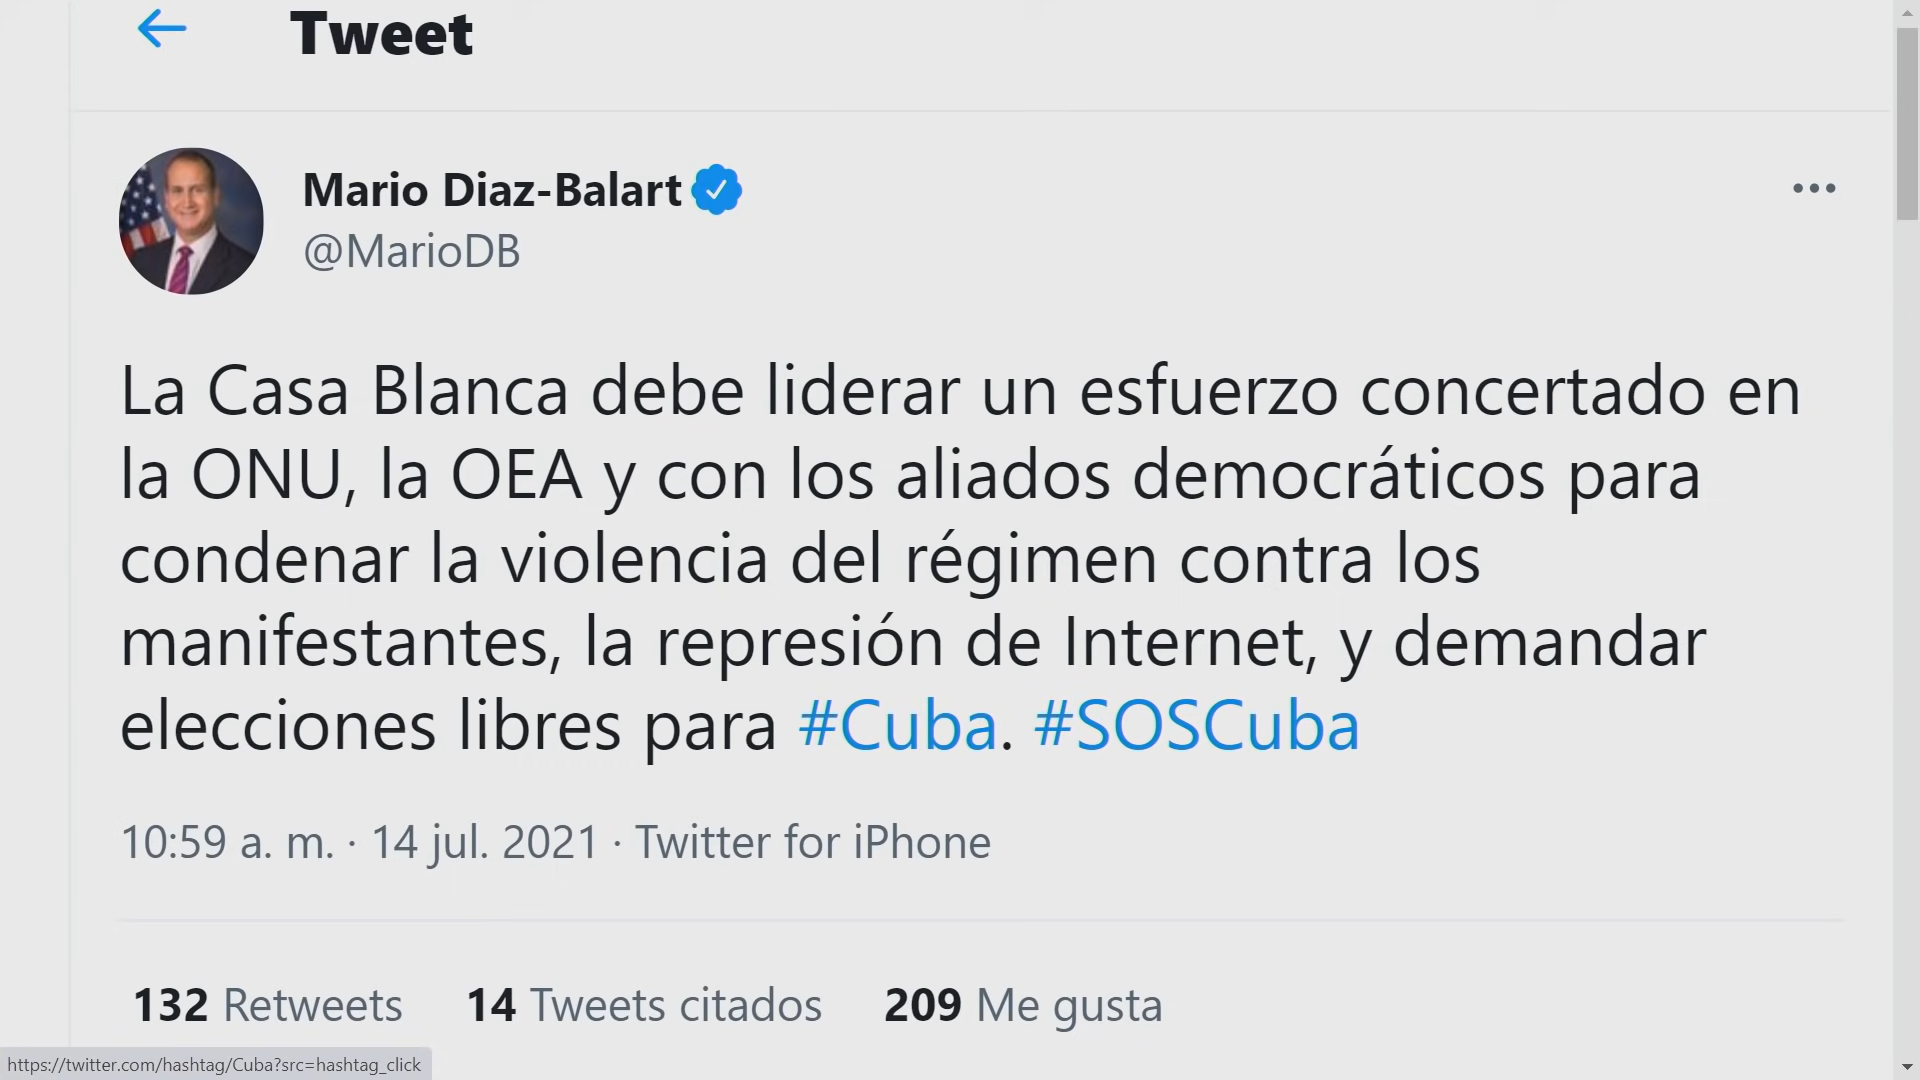 Tweet
Mario Diaz-Balart
@MarioDB
La Casa Blanca debe liderar un esfuerzo concertado en
la ONU, la OEA y con los aliados democráticos para
condenar la violencia del régimen contra los
manifestantes, la represión de Internet, y demandar
elecciones libres para #Cuba. #SOSCuba
10:59 a. m. · 14 jul. 2021 · Twitter for iPhone
132 Retweets 14 Tweets citados 209 Me gusta
https://twitter.com/hashtag/Cuba?src=hashtag_click